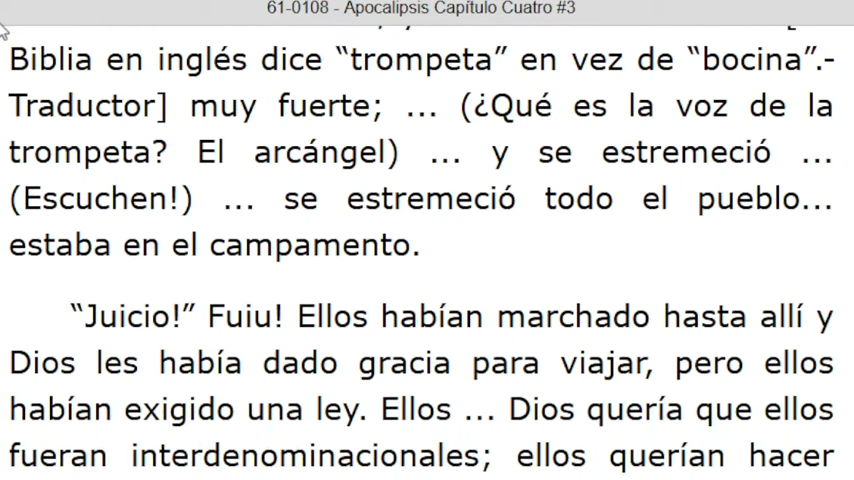 61-0108 - Apocalipsis Capítulo Cuatro #3
Biblia en inglés dice “trompeta” en vez de “bocina”.-
Traductor] muy fuerte; ... (¿Qué es la voz de la
trompeta? El arcángel) ... y se estremeció ...
(Escuchen!) ... se estremeció todo el pueblo...
estaba en el campamento.
“Juicio!” Fuiu! Ellos habían marchado hasta allí y
Dios les había dado gracia para viajar, pero ellos
habían exigido una ley. Ellos ... Dios quería que ellos
fueran interdenominacionales; ellos querían hacer